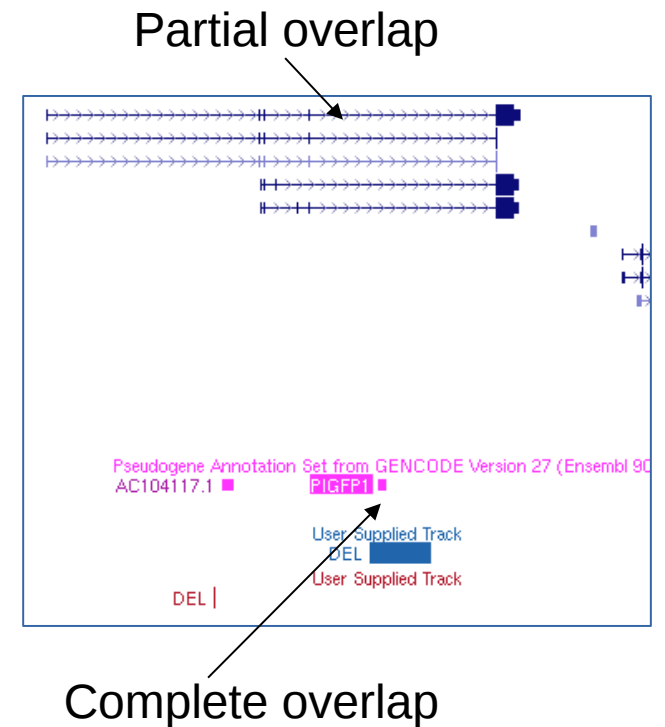 Partial overlap
Pseudogene Annotation Set from GENCODE Version 27 (Ensembl 90
AC104117.1 PIGFP1
User Supplied Track
DEL
User Supplied Track
DEL
Complete overlap